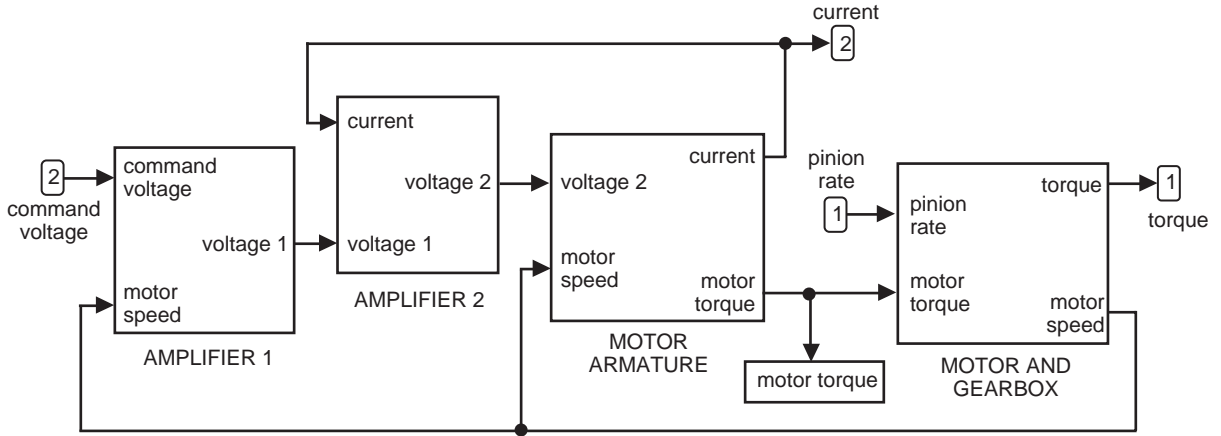 current
2
current
voltage 2
voltage 1
AMPLIFIER 2
2
command
voltage
command
voltage
voltage 1
motor
speed
AMPLIFIER 1
current
voltage 2
motor
speed
motor
torque
MOTOR
ARMATURE
motor torque
pinion
rate
1
pinion
rate
torque
motor
torque
motor
speed
MOTOR AND
GEARBOX
1
torque